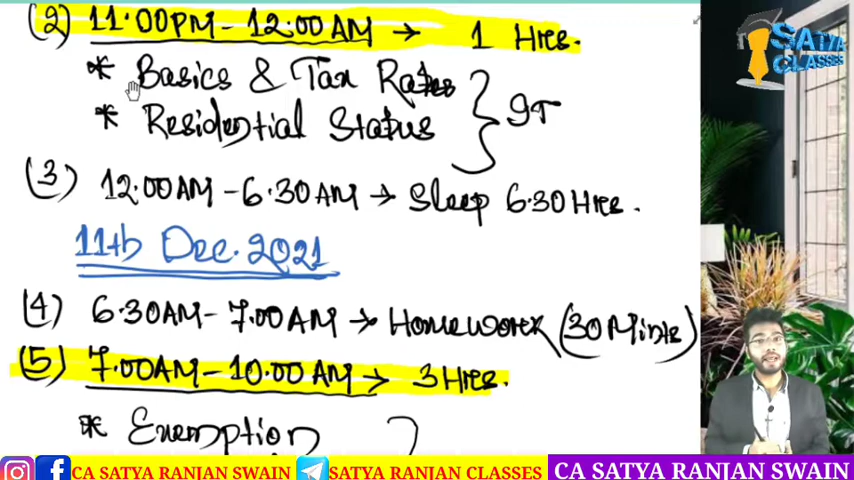 (2) 11.00PM - 12.00AM → 1 Hrs.
* Basics & Tax Rates
* Residential Status
(3) 12.00AM - 6.30AM → Sleep 6.30 Hrs.
11th Dec. 2021
(4) 6.30AM - 7.00AM → Homework (30 Mints)
(5) 7.00AM - 10.00AM → 3 Hrs.
* Exemption
SATYA
CLASSES
CA SATYA RANJAN SWAIN
SATYA RANJAN CLASSES
CA SATYA RANJAN SWAIN